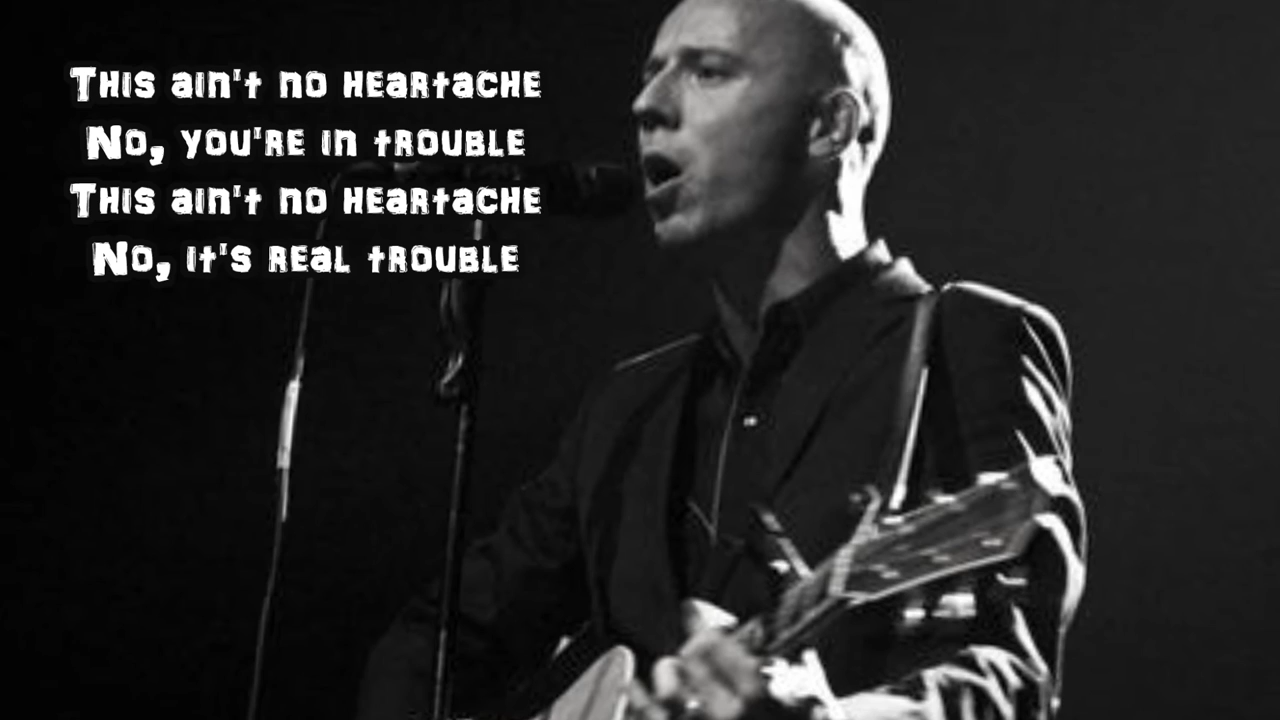 This ain't no heartache
No, you're in trouble
This ain't no heartache
No, it's real trouble